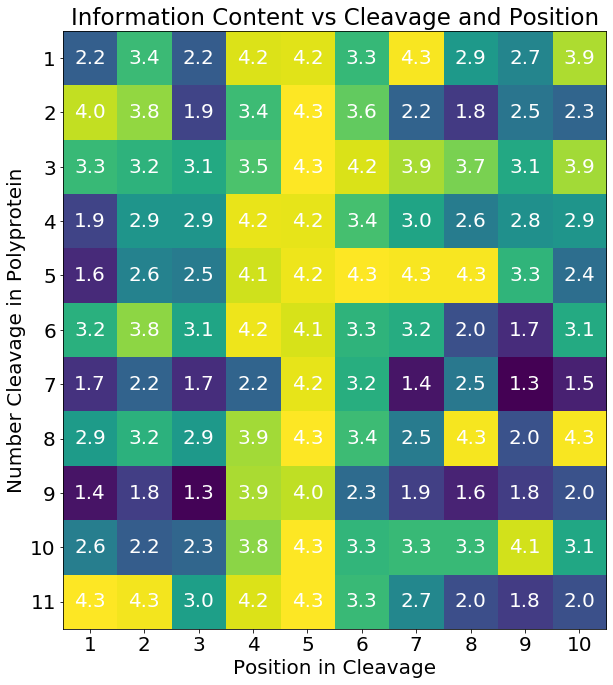 Information Content vs Cleavage and Position
Number Cleavage in Polyprotein
1 2.2 3.4 2.2 4.2 4.2 3.3 4.3 2.9 2.7 3.9
2 4.0 3.8 1.9 3.4 4.3 3.6 2.2 1.8 2.5 2.3
3 3.3 3.2 3.1 3.5 4.3 4.2 3.9 3.7 3.1 3.9
4 1.9 2.9 2.9 4.2 4.2 3.4 3.0 2.6 2.8 2.9
5 1.6 2.6 2.5 4.1 4.2 4.3 4.3 4.3 3.3 2.4
6 3.2 3.8 3.1 4.2 4.1 3.3 3.2 2.0 1.7 3.1
7 1.7 2.2 1.7 2.2 4.2 3.2 1.4 2.5 1.3 1.5
8 2.9 3.2 2.9 3.9 4.3 3.4 2.5 4.3 2.0 4.3
9 1.4 1.8 1.3 3.9 4.0 2.3 1.9 1.6 1.8 2.0
10 2.6 2.2 2.3 3.8 4.3 3.3 3.3 3.3 4.1 3.1
11 4.3 4.3 3.0 4.2 4.3 3.3 2.7 2.0 1.8 2.0
1 2 3 4 5 6 7 8 9 10
Position in Cleavage